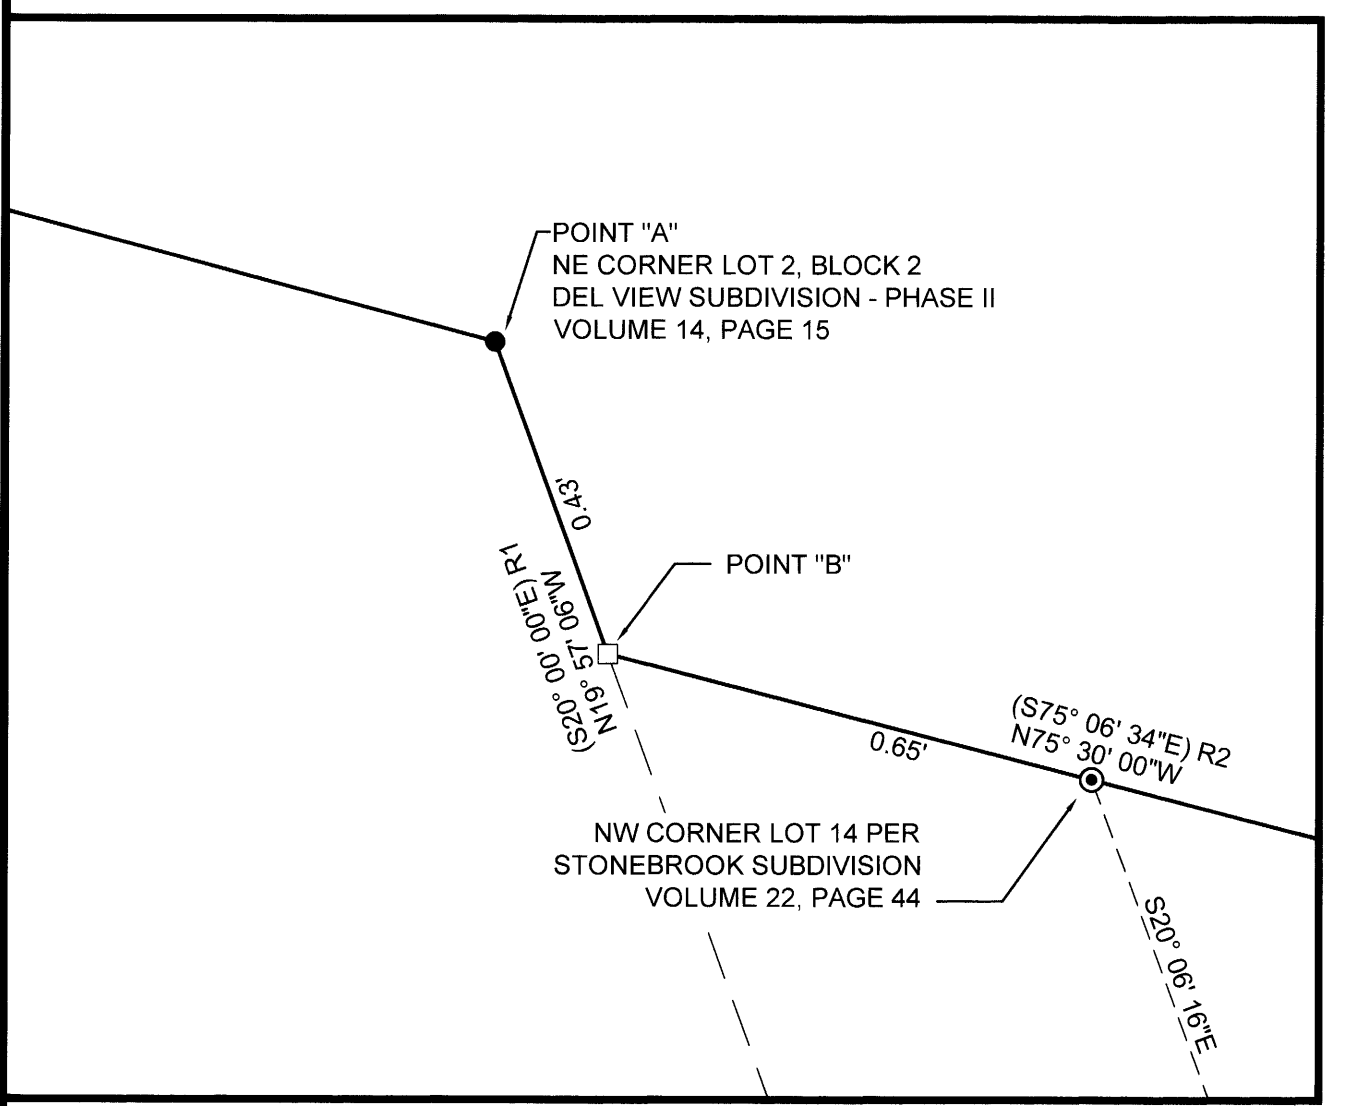 POINT "A"
NE CORNER LOT 2, BLOCK 2
DEL VIEW SUBDIVISION - PHASE II
VOLUME 14, PAGE 15
0.43'
(S20° 00' 00"E) R1
N19° 57' 06"W
POINT "B"
(S75° 06' 34"E) R2
N75° 30' 00"W
0.65'
NW CORNER LOT 14 PER
STONEBROOK SUBDIVISION
VOLUME 22, PAGE 44
S20° 06' 16"E